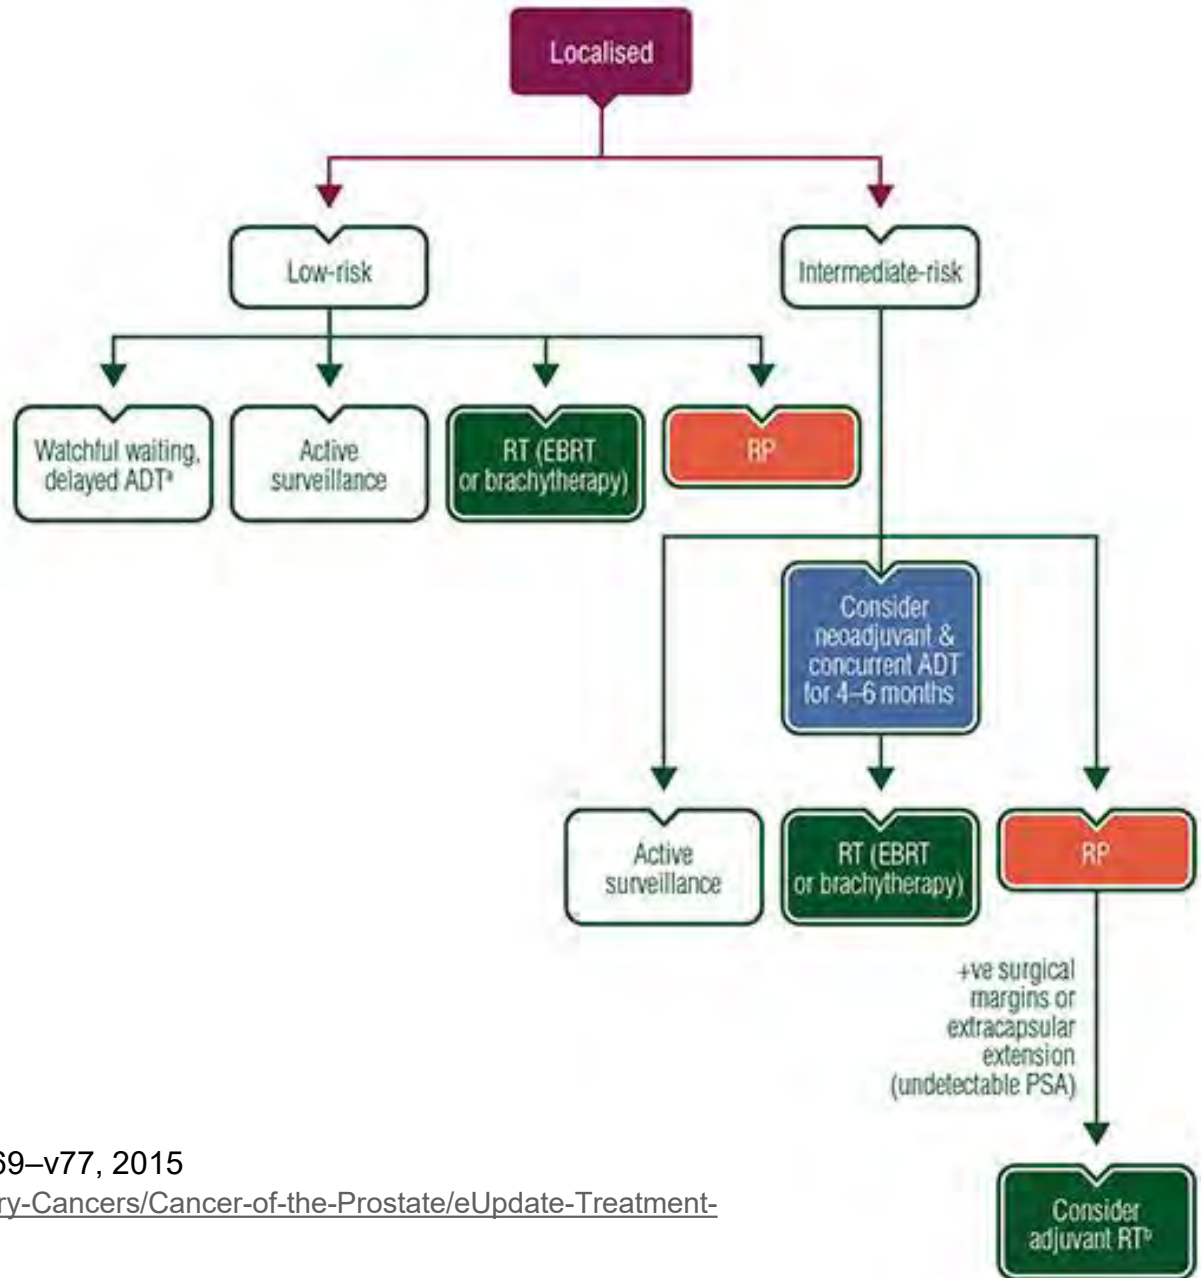 Localised
Low-risk
Intermediate-risk
Watchful waiting,
delayed ADTᵃ
Active
surveillance
RT (EBRT
or brachytherapy)
RP
Consider
neoadjuvant &
concurrent ADT
for 4–6 months
Active
surveillance
RT (EBRT
or brachytherapy)
RP
+ve surgical
margins or
extracapsular
extension
(undetectable PSA)
Consider
adjuvant RTᵇ
69–v77, 2015
ry-Cancers/Cancer-of-the-Prostate/eUpdate-Treatment-